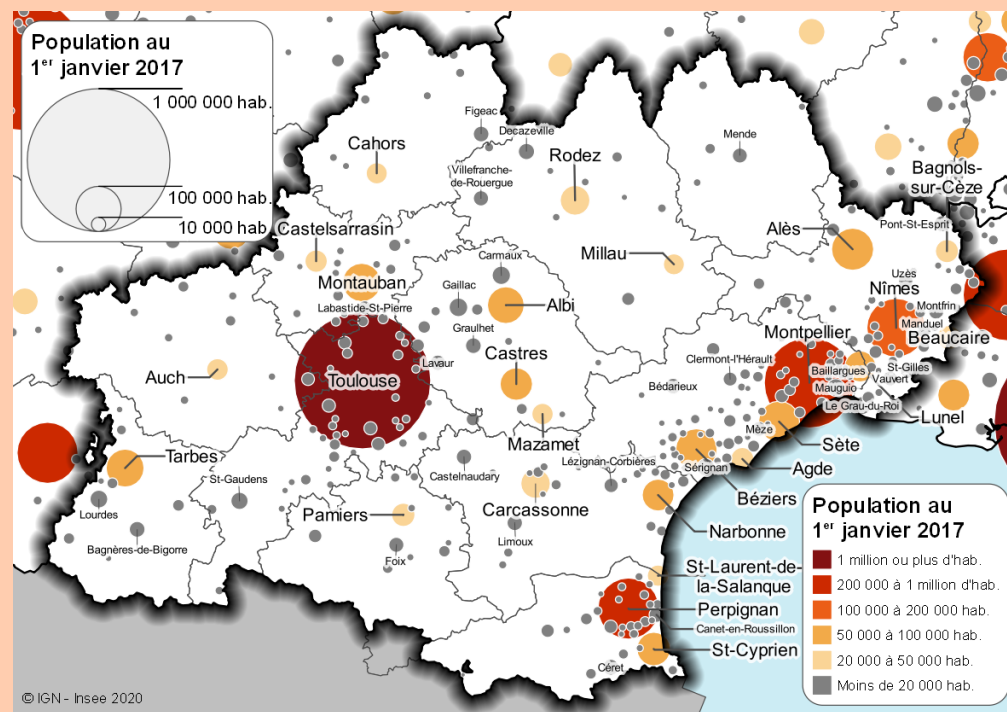 Population au
1er janvier 2017
1 000 000 hab.
100 000 hab.
10 000 hab.
Figeac
Decazeville
Mende
Cahors
Rodez
Villefranche-
de-Rouergue
Bagnols-
sur-Cèze
Pont-St-Esprit
Castelsarrasin
Alès
Millau
Carmaux
Montauban
Gaillac
Uzès
Nîmes
Labastide-St-Pierre
Albi
Montfrin
Graulhet
Manduel
Montpellier
Beaucaire
Castres
Clermont-l'Hérault
Lavaur
Baillargues
St-Gilles
Auch
Toulouse
Bédarieux
Mauguio
Vauvert
Le Grau-du-Roi
Lunel
Mèze
Mazamet
Sète
Tarbes
Lézignan-Corbières
Sérignan
Agde
St-Gaudens
Castelnaudary
Béziers
Carcassonne
Lourdes
Pamiers
Narbonne
Bagnères-de-Bigorre
Limoux
Foix
St-Laurent-de-
la-Salanque
Perpignan
Canet-en-Roussillon
St-Cyprien
Céret
Population au
1er janvier 2017
1 million ou plus d'hab.
200 000 à 1 million d'hab.
100 000 à 200 000 hab.
50 000 à 100 000 hab.
20 000 à 50 000 hab.
Moins de 20 000 hab.
© IGN - Insee 2020